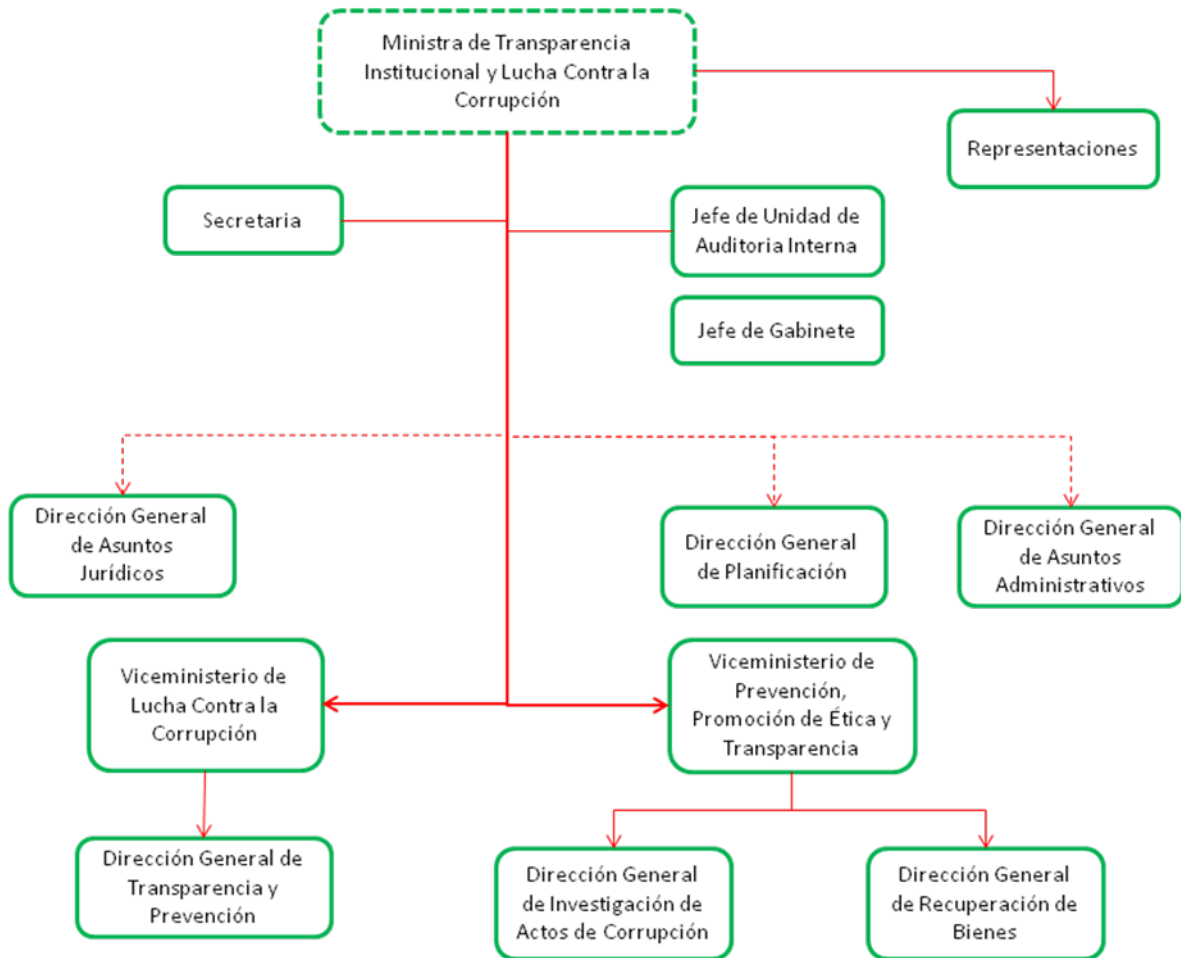 Ministra de Transparencia
Institucional y Lucha Contra la
Corrupción
Representaciones
Secretaria
Jefe de Unidad de
Auditoria Interna
Jefe de Gabinete
Dirección General
de Asuntos
Jurídicos
Dirección General
de Planificación
Dirección General
de Asuntos
Administrativos
Viceministerio de
Lucha Contra la
Corrupción
Viceministerio de
Prevención,
Promoción de Ética y
Transparencia
Dirección General de
Transparencia y
Prevención
Dirección General
de Investigación de
Actos de Corrupción
Dirección General
de Recuperación de
Bienes